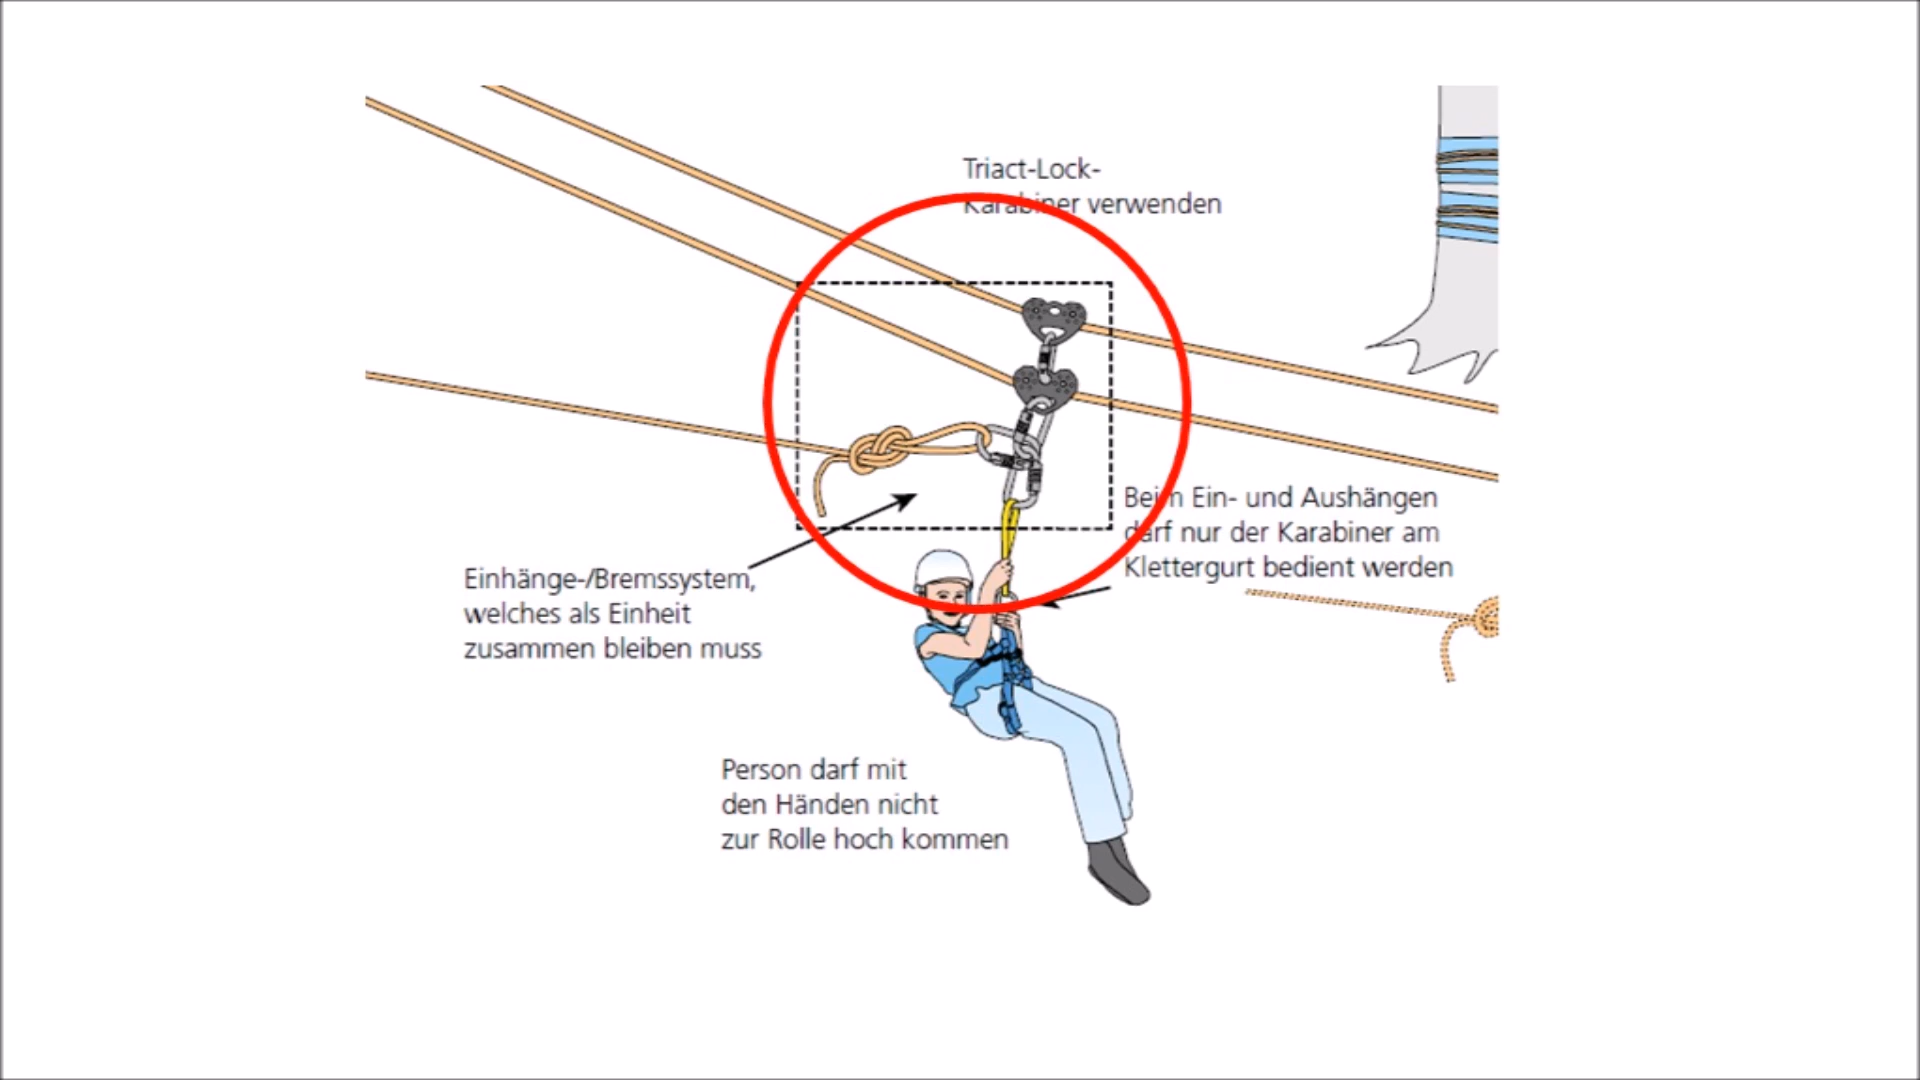 Triact-Lock-
Karabiner verwenden
Beim Ein- und Aushängen
darf nur der Karabiner am
Klettergurt bedient werden
Einhänge-/Bremssystem,
welches als Einheit
zusammen bleiben muss
Person darf mit
den Händen nicht
zur Rolle hoch kommen